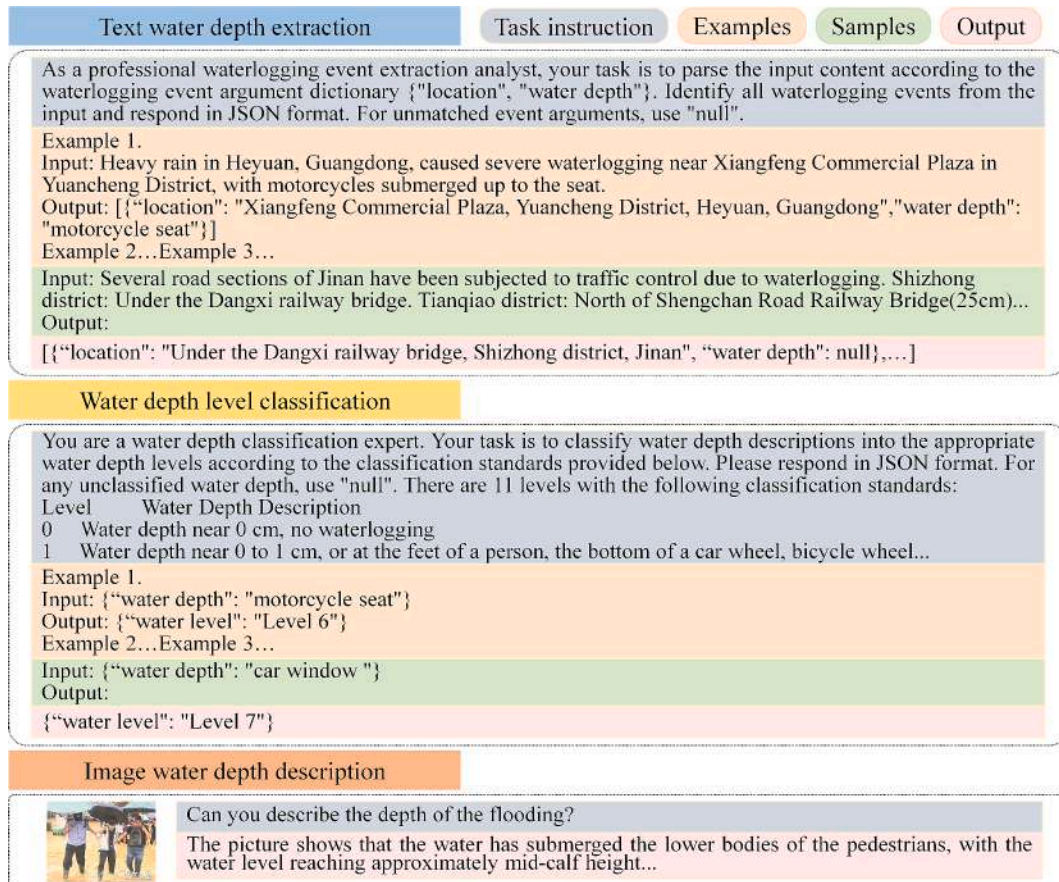 Text water depth extraction
Task instruction
Examples
Samples
Output
As a professional waterlogging event extraction analyst, your task is to parse the input content according to the
waterlogging event argument dictionary {"location", "water depth"}. Identify all waterlogging events from the
input and respond in JSON format. For unmatched event arguments, use "null".
Example 1.
Input: Heavy rain in Heyuan, Guangdong, caused severe waterlogging near Xiangfeng Commercial Plaza in
Yuancheng District, with motorcycles submerged up to the seat.
Output: [{“location": "Xiangfeng Commercial Plaza, Yuancheng District, Heyuan, Guangdong","water depth":
"motorcycle seat"}]
Example 2…Example 3…
Input: Several road sections of Jinan have been subjected to traffic control due to waterlogging. Shizhong
district: Under the Dangxi railway bridge. Tianqiao district: North of Shengchan Road Railway Bridge(25cm)...
Output:
[{“location": "Under the Dangxi railway bridge, Shizhong district, Jinan", “water depth": null},…]
Water depth level classification
You are a water depth classification expert. Your task is to classify water depth descriptions into the appropriate
water depth levels according to the classification standards provided below. Please respond in JSON format. For
any unclassified water depth, use "null". There are 11 levels with the following classification standards:
Level Water Depth Description
0 Water depth near 0 cm, no waterlogging
1 Water depth near 0 to 1 cm, or at the feet of a person, the bottom of a car wheel, bicycle wheel...
Example 1.
Input: {“water depth": "motorcycle seat"}
Output: {“water level": "Level 6"}
Example 2…Example 3…
Input: {“water depth": "car window "}
Output:
{“water level": "Level 7"}
Image water depth description
Can you describe the depth of the flooding?
The picture shows that the water has submerged the lower bodies of the pedestrians, with the
water level reaching approximately mid-calf height...